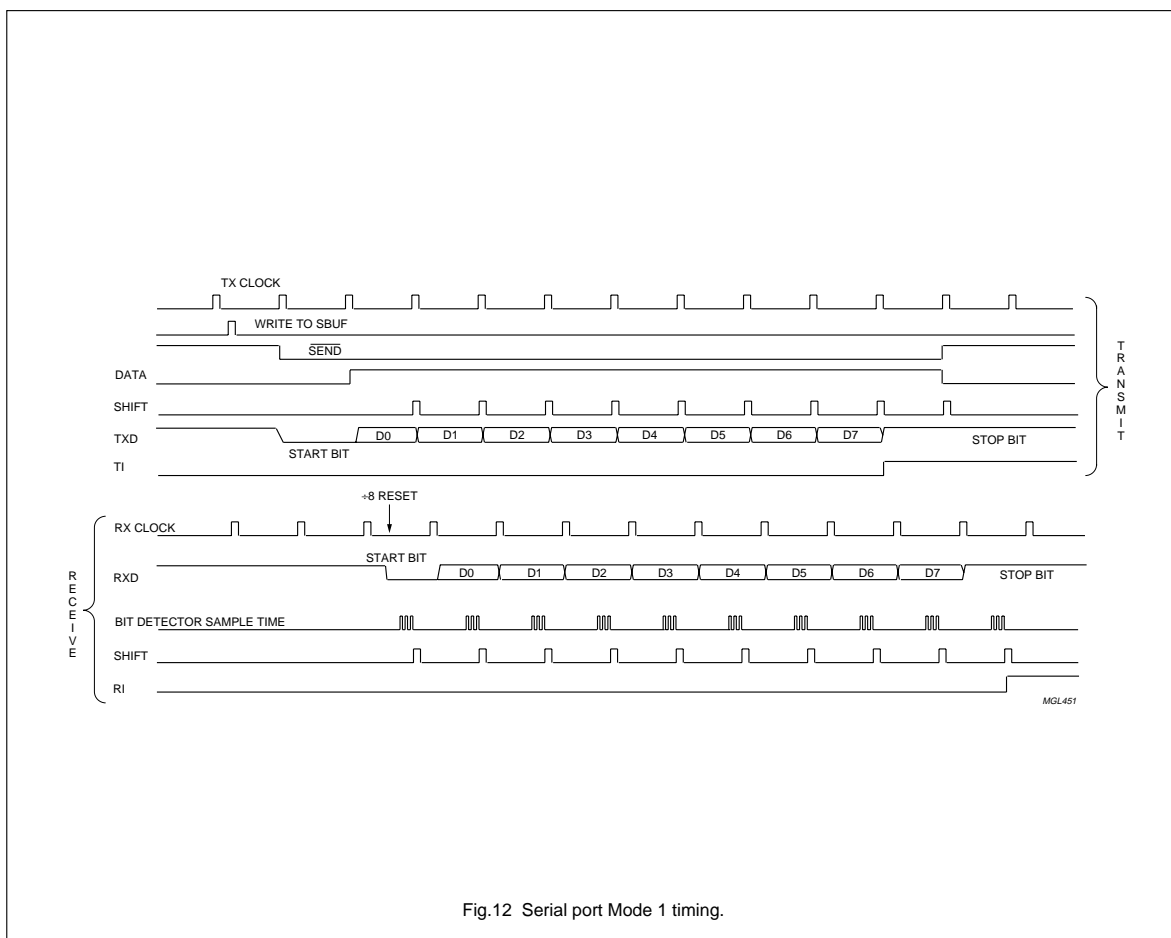 TX CLOCK
WRITE TO SBUF
SEND
DATA
SHIFT
TXD
START BIT
D0 D1 D2 D3 D4 D5 D6 D7
STOP BIT
TI
TRANSMIT
÷8 RESET
RX CLOCK
START BIT
RXD
D0 D1 D2 D3 D4 D5 D6 D7
STOP BIT
BIT DETECTOR SAMPLE TIME
SHIFT
RI
RECEIVE
MGL451
Fig.12 Serial port Mode 1 timing.